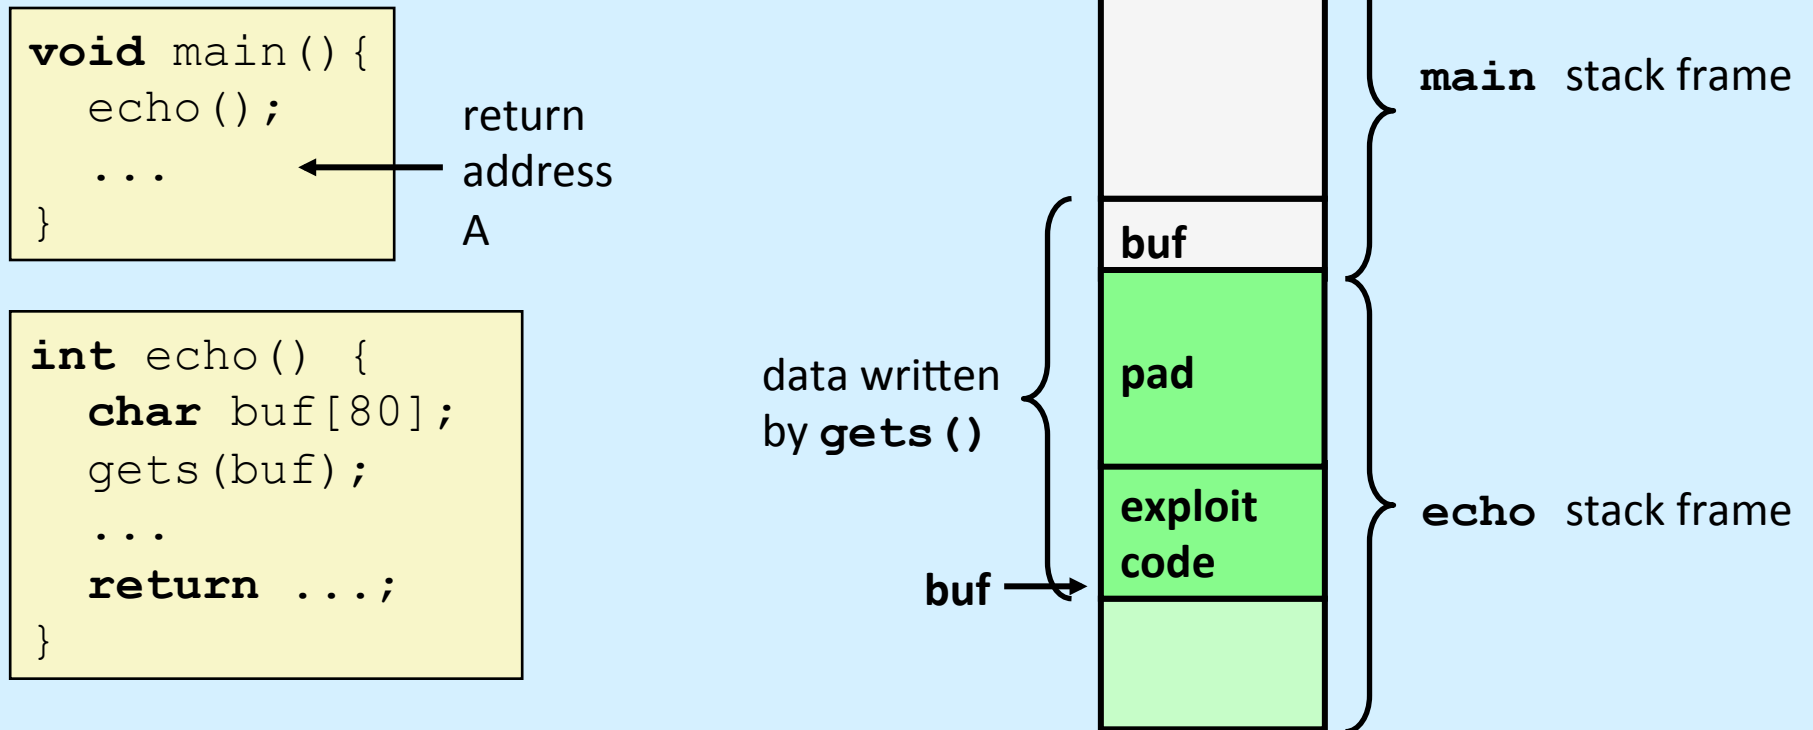 void main(){
echo();
...
}
return
address
A
int echo() {
char buf[80];
gets(buf);
...
return ...;
}
data written
by gets()
buf
buf
pad
exploit
code
main stack frame
echo stack frame